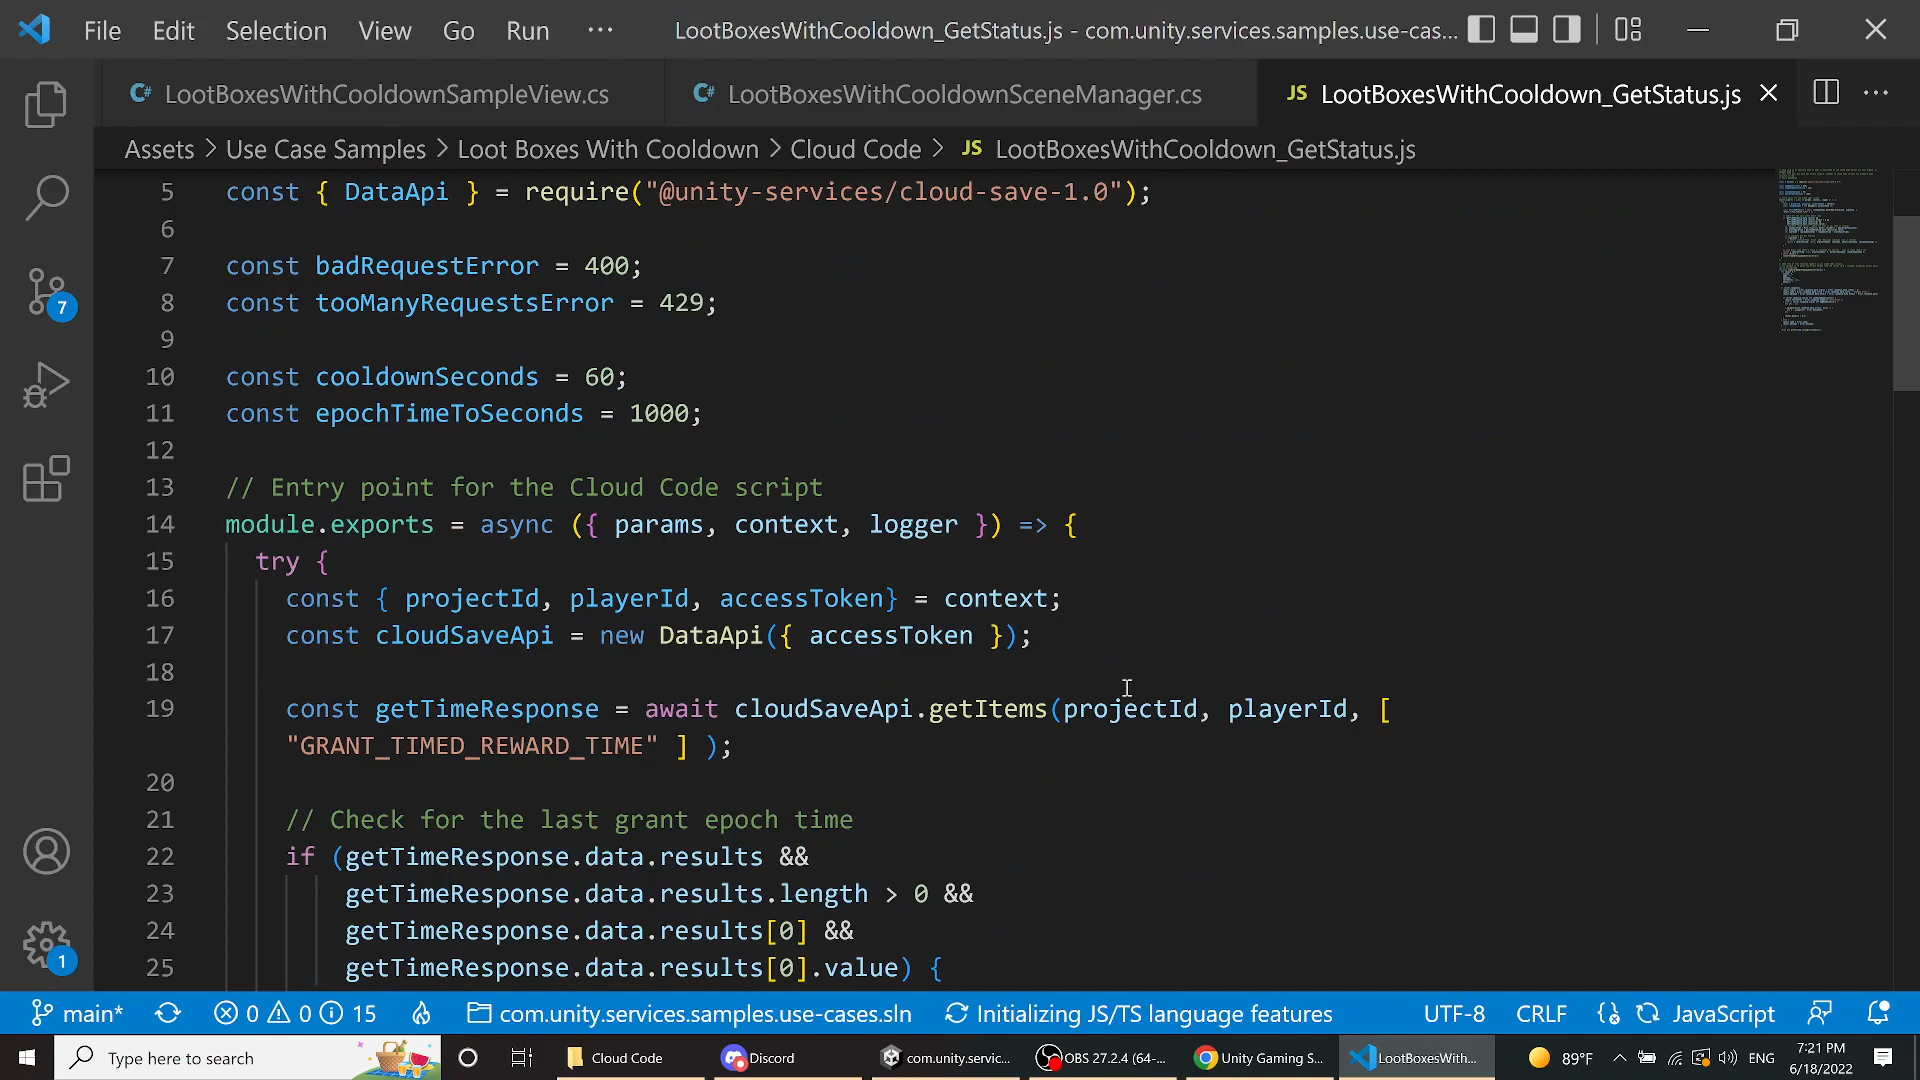 File Edit Selection View Go Run ··· LootBoxesWithCooldown_GetStatus.js - com.unity.services.samples.use-cas...
C# LootBoxesWithCooldownSampleView.cs C# LootBoxesWithCooldownSceneManager.cs JS LootBoxesWithCooldown_GetStatus.js
Assets > Use Case Samples > Loot Boxes With Cooldown > Cloud Code > JS LootBoxesWithCooldown_GetStatus.js
5 const { DataApi } = require("@unity-services/cloud-save-1.0");
6
7 const badRequestError = 400;
8 const tooManyRequestsError = 429;
9
10 const cooldownSeconds = 60;
11 const epochTimeToSeconds = 1000;
12
13 // Entry point for the Cloud Code script
14 module.exports = async ({ params, context, logger }) => {
15 try {
16 const { projectId, playerId, accessToken} = context;
17 const cloudSaveApi = new DataApi({ accessToken });
18
19 const getTimeResponse = await cloudSaveApi.getItems(projectId, playerId, [
"GRANT_TIMED_REWARD_TIME" ] );
20
21 // Check for the last grant epoch time
22 if (getTimeResponse.data.results &&
23 getTimeResponse.data.results.length > 0 &&
24 getTimeResponse.data.results[0] &&
25 getTimeResponse.data.results[0].value) {
7
1
main* 0 0 15 com.unity.services.samples.use-cases.sln Initializing JS/TS language features UTF-8 CRLF JavaScript
Type here to search Cloud Code Discord com.unity.servic... OBS 27.2.4 (64-... Unity Gaming S... LootBoxesWith... 89°F ENG 7:21 PM
6/18/2022